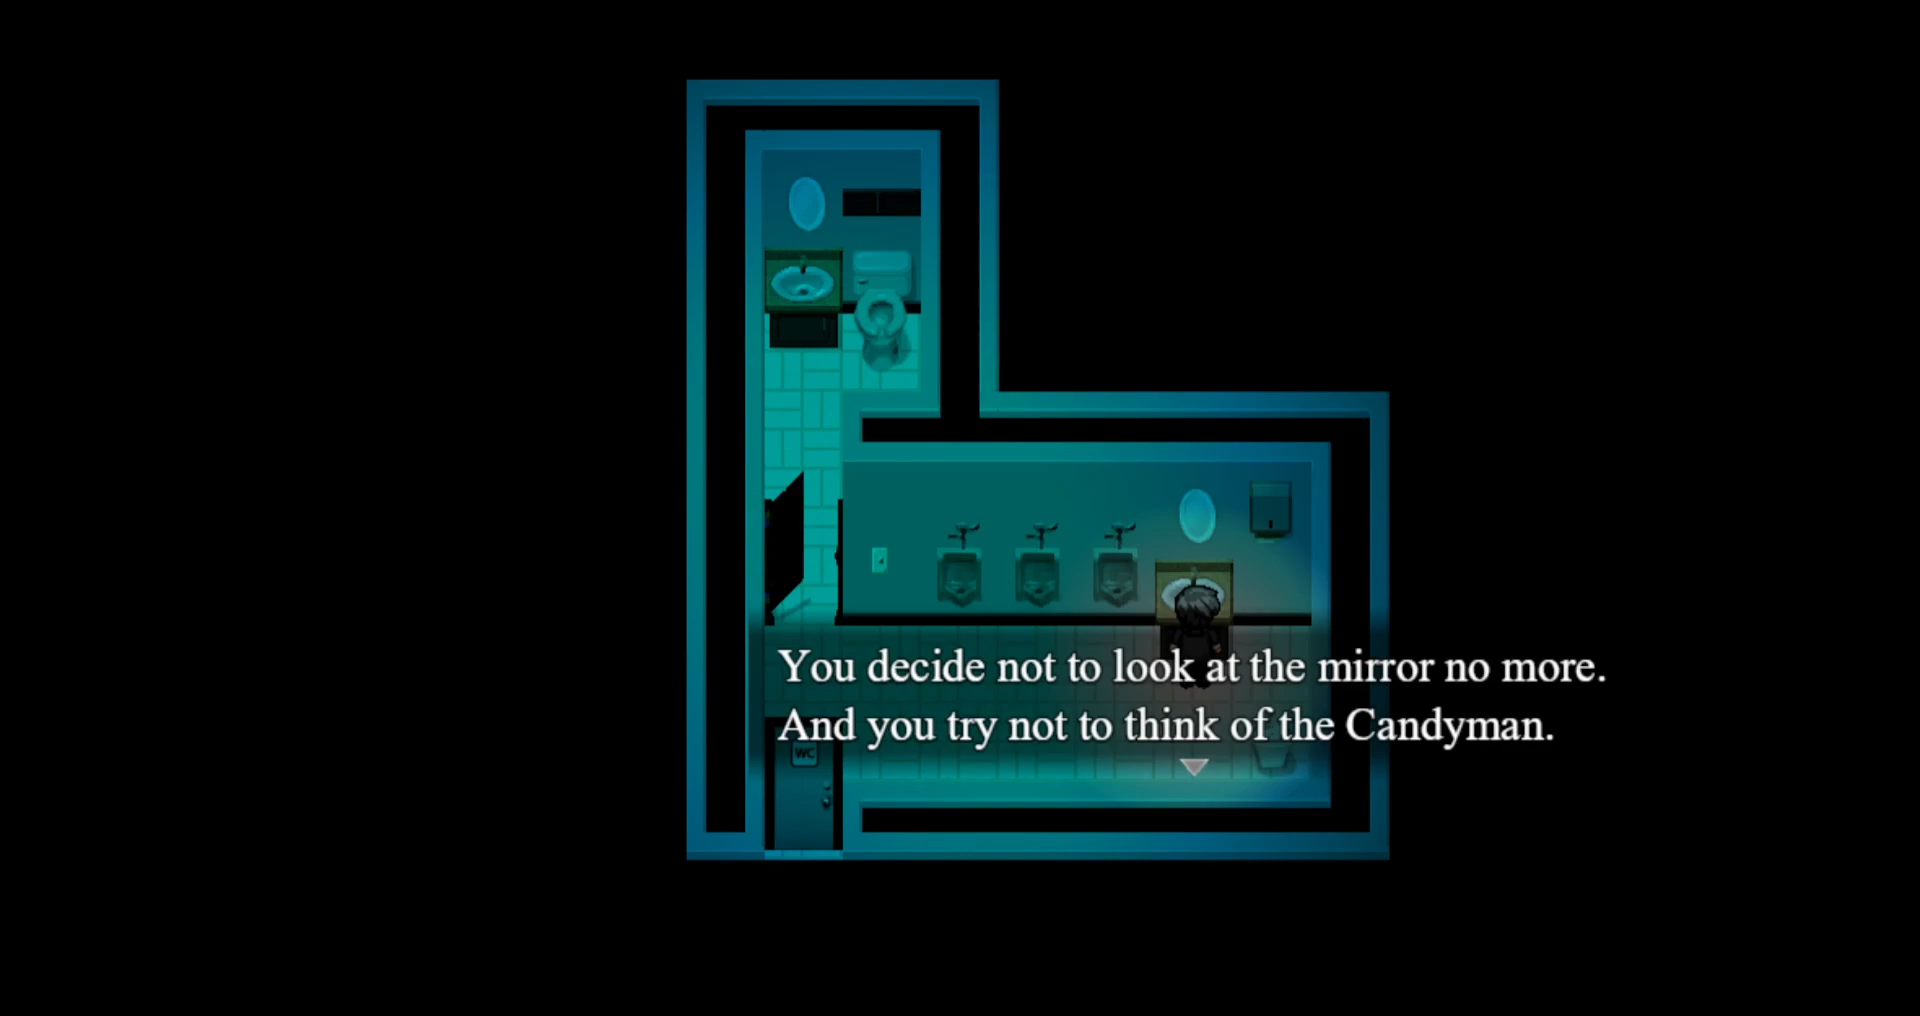 You decide not to look at the mirror no more.
And you try not to think of the Candyman.
WC